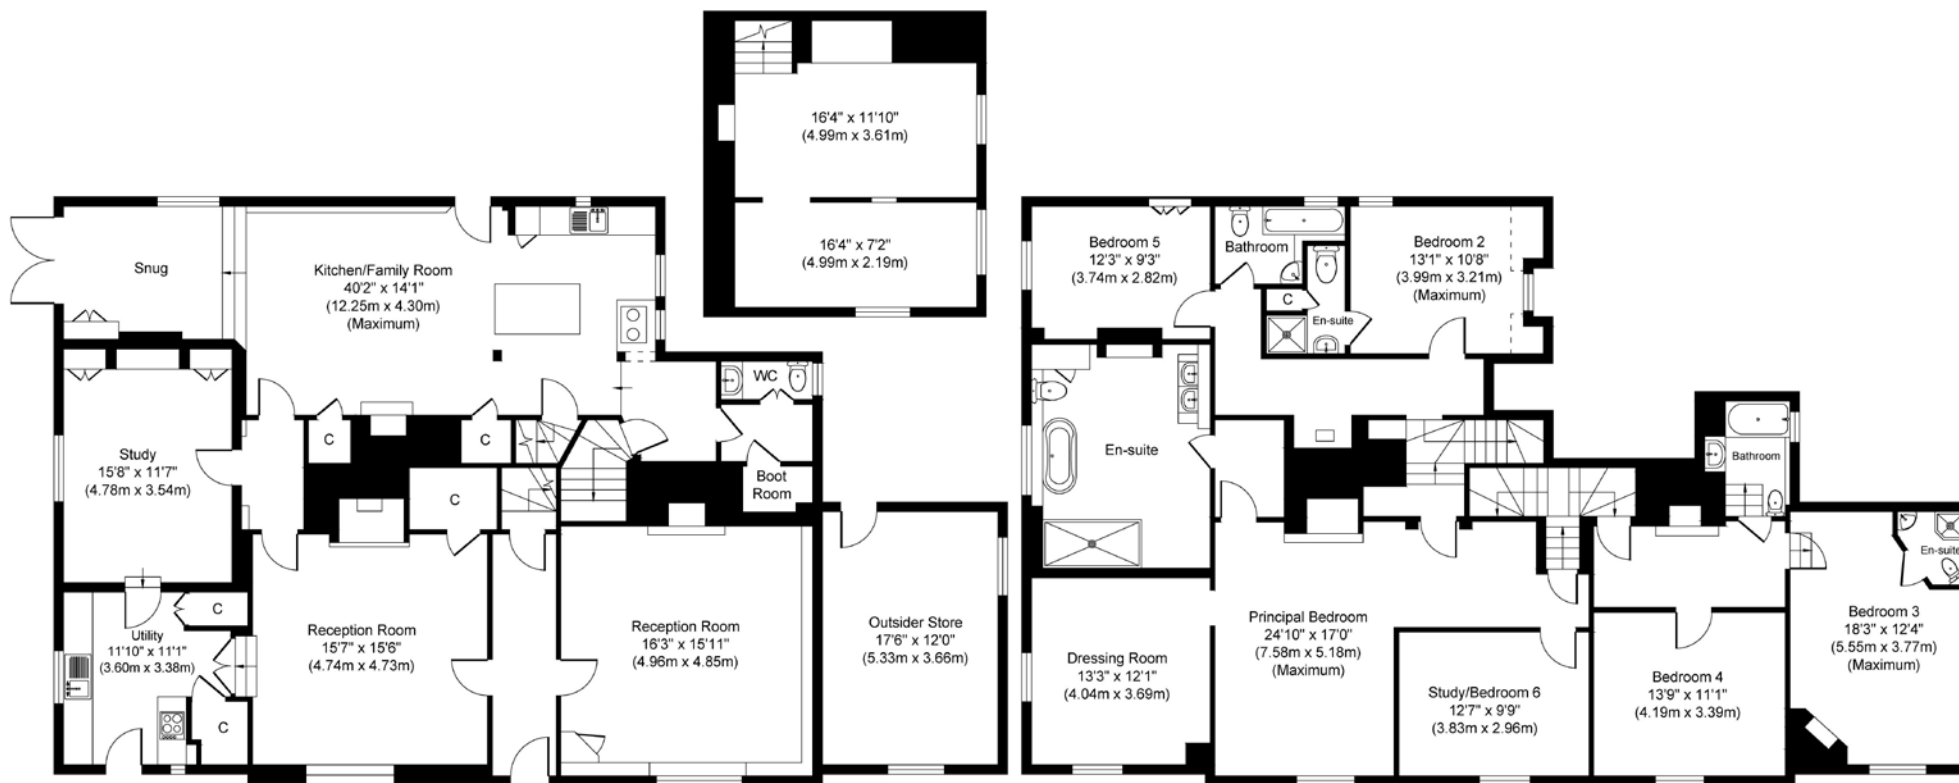 16'4" x 11'10"
(4.99m x 3.61m)
16'4" x 7'2"
(4.99m x 2.19m)
Snug
Kitchen/Family Room
40'2" x 14'1"
(12.25m x 4.30m)
(Maximum)
WC
C
C
C
Boot
Room
Study
15'8" x 11'7"
(4.78m x 3.54m)
C
Utility
11'10" x 11'1"
(3.60m x 3.38m)
C
Reception Room
15'7" x 15'6"
(4.74m x 4.73m)
Reception Room
16'3" x 15'11"
(4.96m x 4.85m)
Outsider Store
17'6" x 12'0"
(5.33m x 3.66m)
Bedroom 5
12'3" x 9'3"
(3.74m x 2.82m)
Bathroom
C
En-suite
Bedroom 2
13'1" x 10'8"
(3.99m x 3.21m)
(Maximum)
En-suite
Bathroom
En-suite
Dressing Room
13'3" x 12'1"
(4.04m x 3.69m)
Principal Bedroom
24'10" x 17'0"
(7.58m x 5.18m)
(Maximum)
Study/Bedroom 6
12'7" x 9'9"
(3.83m x 2.96m)
Bedroom 4
13'9" x 11'1"
(4.19m x 3.39m)
Bedroom 3
18'3" x 12'4"
(5.55m x 3.77m)
(Maximum)